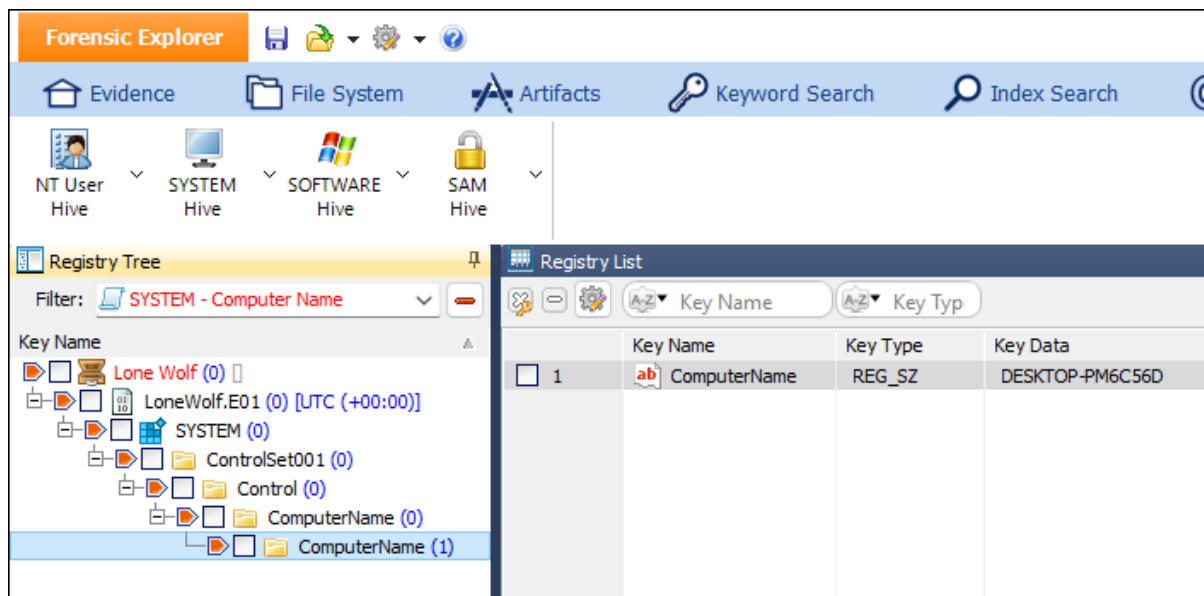 Forensic Explorer
Evidence File System Artifacts Keyword Search Index Search
NT User Hive SYSTEM Hive SOFTWARE Hive SAM Hive
Registry Tree
Filter: SYSTEM - Computer Name
Key Name
Lone Wolf (0) []
LoneWolf.E01 (0) [UTC (+00:00)]
SYSTEM (0)
ControlSet001 (0)
Control (0)
ComputerName (0)
ComputerName (1)
Registry List
A-Z Key Name A-Z Key Typ
Key Name Key Type Key Data
1 ab ComputerName REG_SZ DESKTOP-PM6C56D